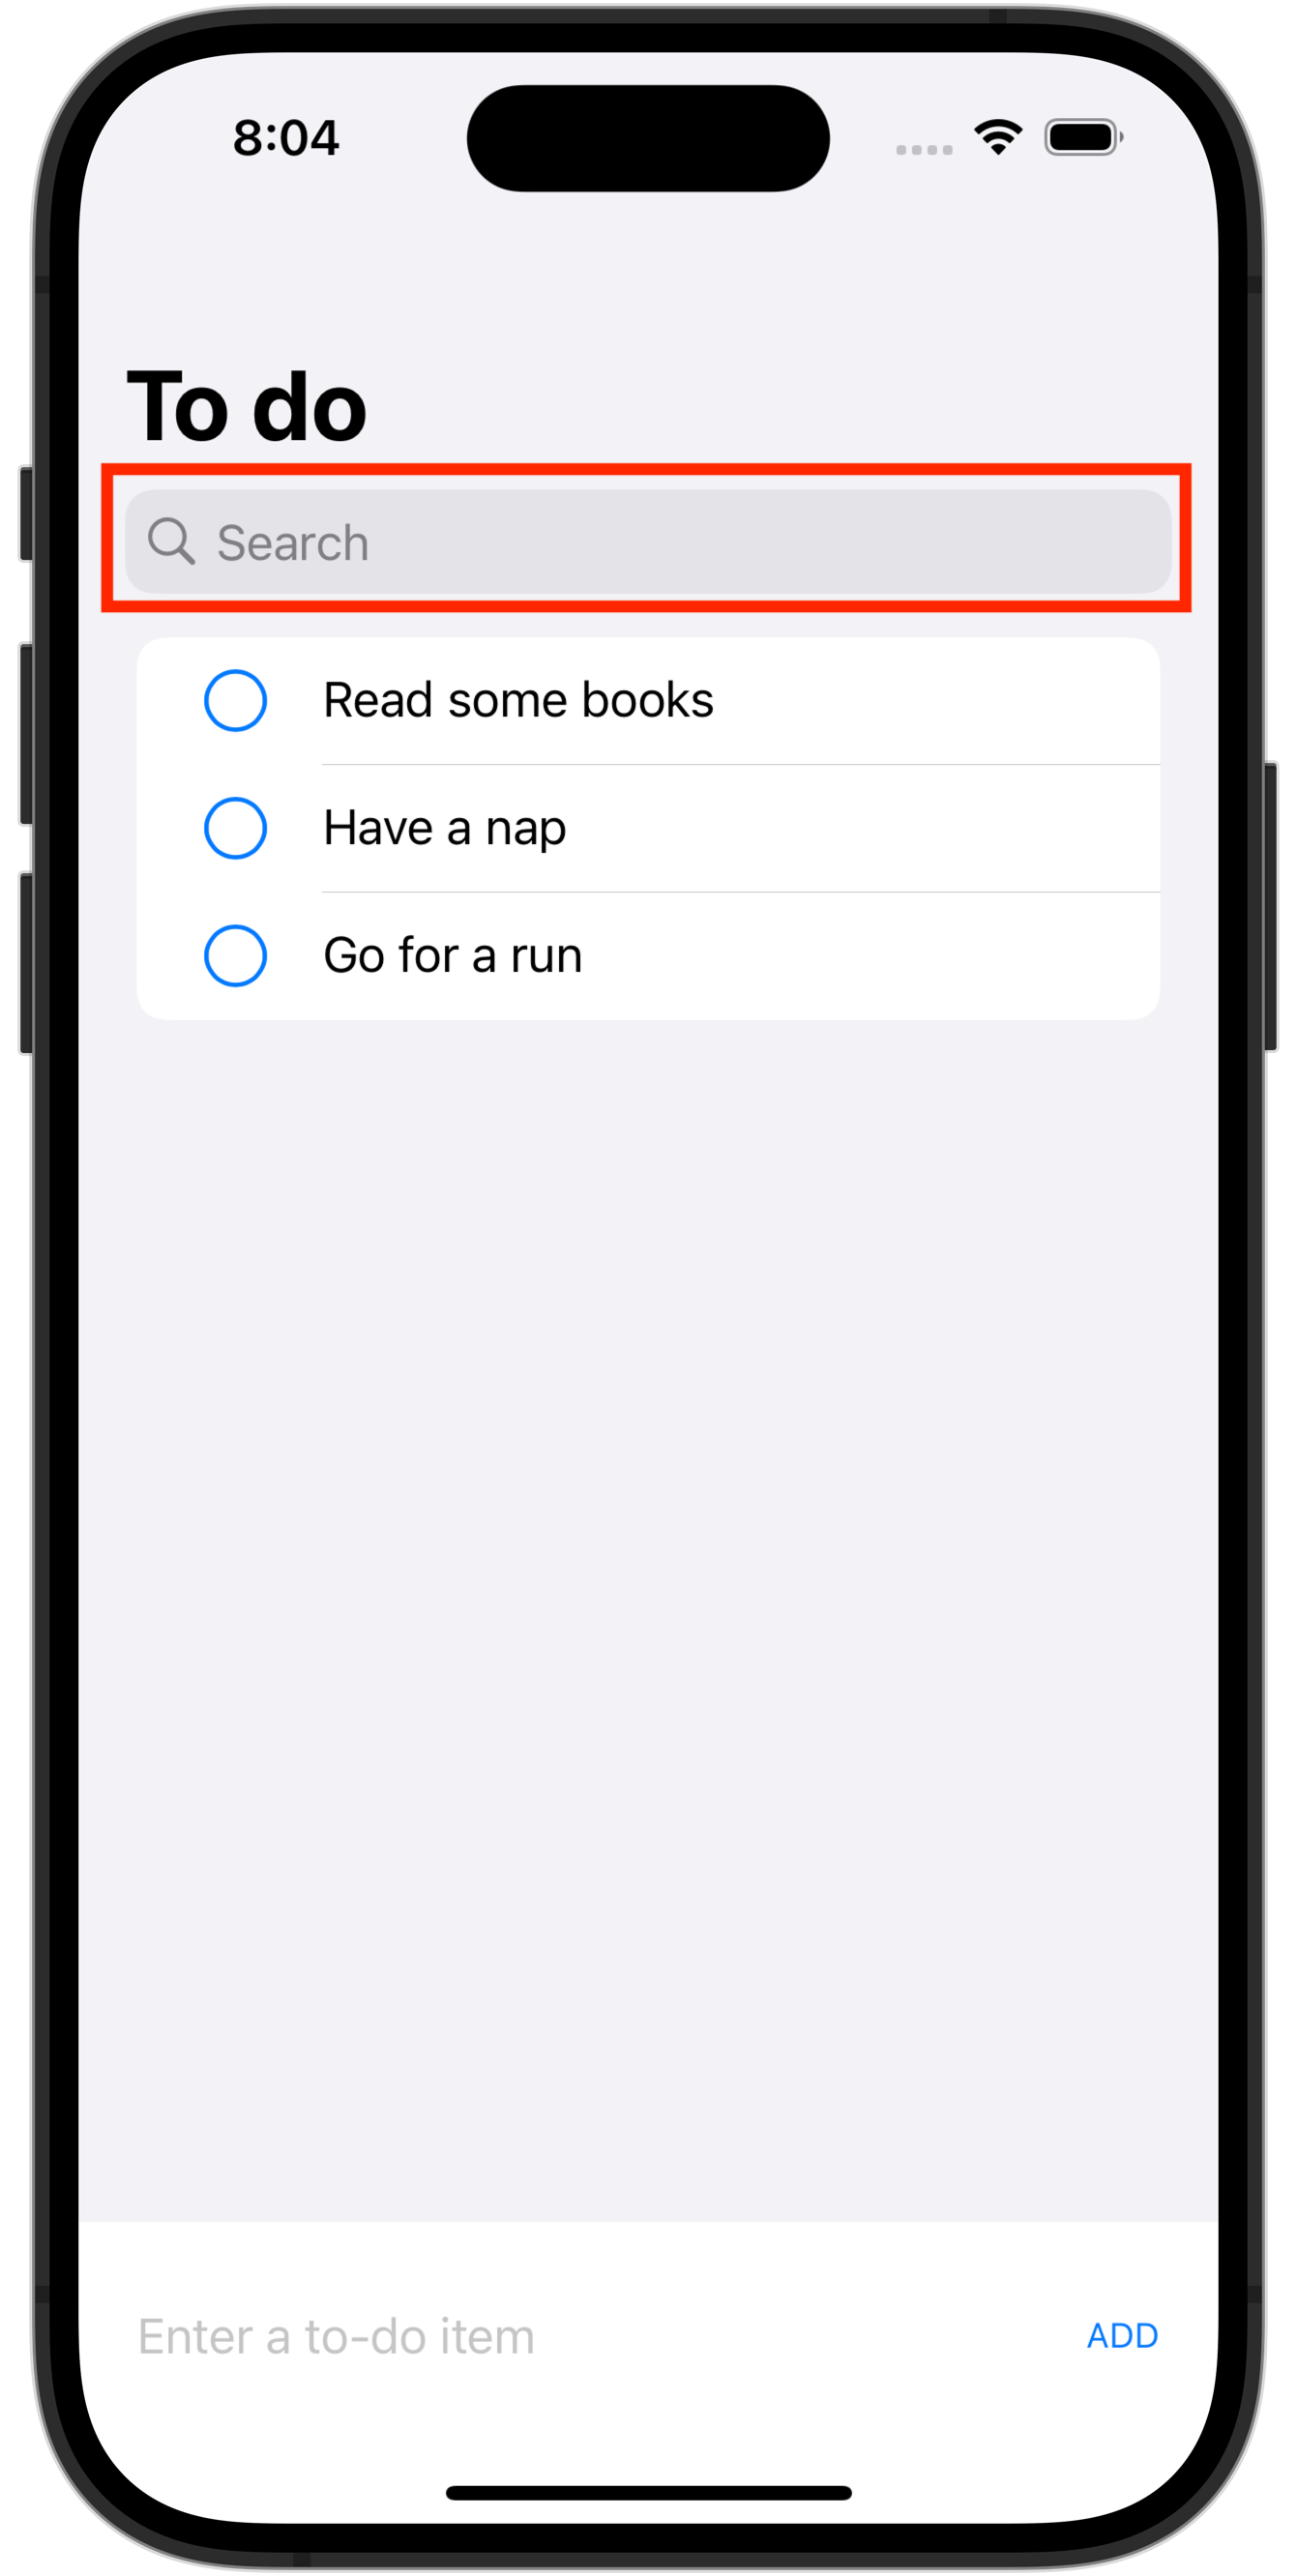 8:04
To do
Search
Read some books
Have a nap
Go for a run
Enter a to-do item ADD